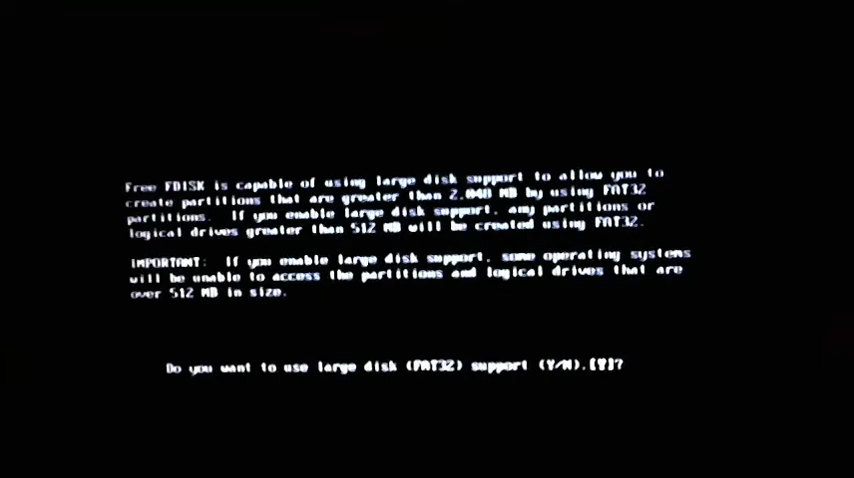 Free FDISK is capable of using large disk support to allow you to
create partitions that are greater than 2,048 MB by using FAT32
partitions. If you enable large disk support, any partitions or
logical drives greater than 512 MB will be created using FAT32.
IMPORTANT: If you enable large disk support, some operating systems
will be unable to access the partitions and logical drives that are
over 512 MB in size.
Do you want to use large disk (FAT32) support (Y/N).[Y]?